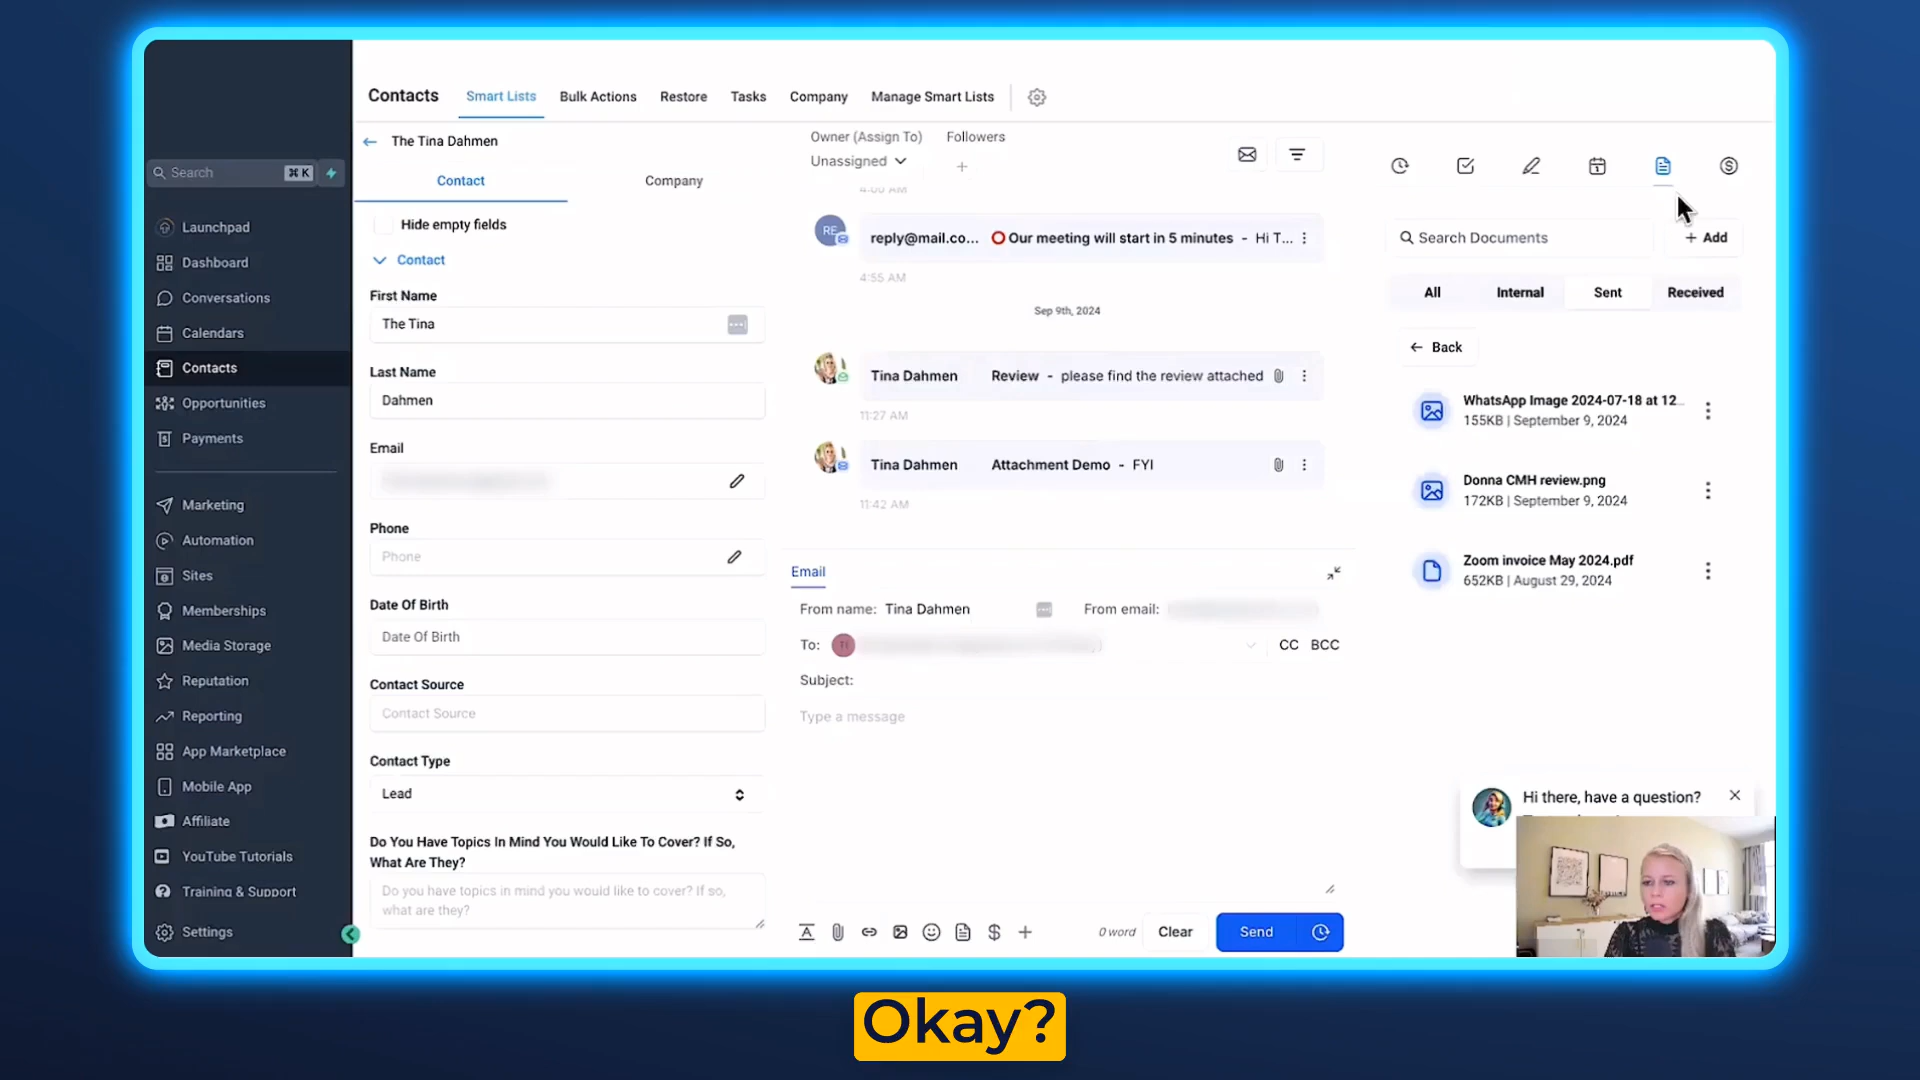 Search
⌘ K
Launchpad
Dashboard
Conversations
Calendars
Contacts
Opportunities
Payments
Marketing
Automation
Sites
Memberships
Media Storage
Reputation
Reporting
App Marketplace
Mobile App
Affiliate
YouTube Tutorials
Training & Support
Settings
Contacts
Smart Lists
Bulk Actions
Restore
Tasks
Company
Manage Smart Lists
The Tina Dahmen
Contact
Company
Hide empty fields
Contact
First Name
The Tina
Last Name
Dahmen
Email
Phone
Phone
Date Of Birth
Date Of Birth
Contact Source
Contact Source
Contact Type
Lead
Do You Have Topics In Mind You Would Like To Cover? If So,
What Are They?
Do you have topics in mind you would like to cover? If so,
what are they?
Owner (Assign To)
Followers
Unassigned
4:00 AM
RE
reply@mail.co... Our meeting will start in 5 minutes - Hi T...
4:55 AM
Sep 9th, 2024
Tina Dahmen Review - please find the review attached
11:27 AM
Tina Dahmen Attachment Demo - FYI
11:42 AM
Email
From name: Tina Dahmen
From email:
To:
CC BCC
Subject:
Type a message
0 word
Clear
Send
Search Documents
+ Add
All
Internal
Sent
Received
Back
WhatsApp Image 2024-07-18 at 12...
155KB | September 9, 2024
Donna CMH review.png
172KB | September 9, 2024
Zoom invoice May 2024.pdf
652KB | August 29, 2024
Hi there, have a question?
Okay?